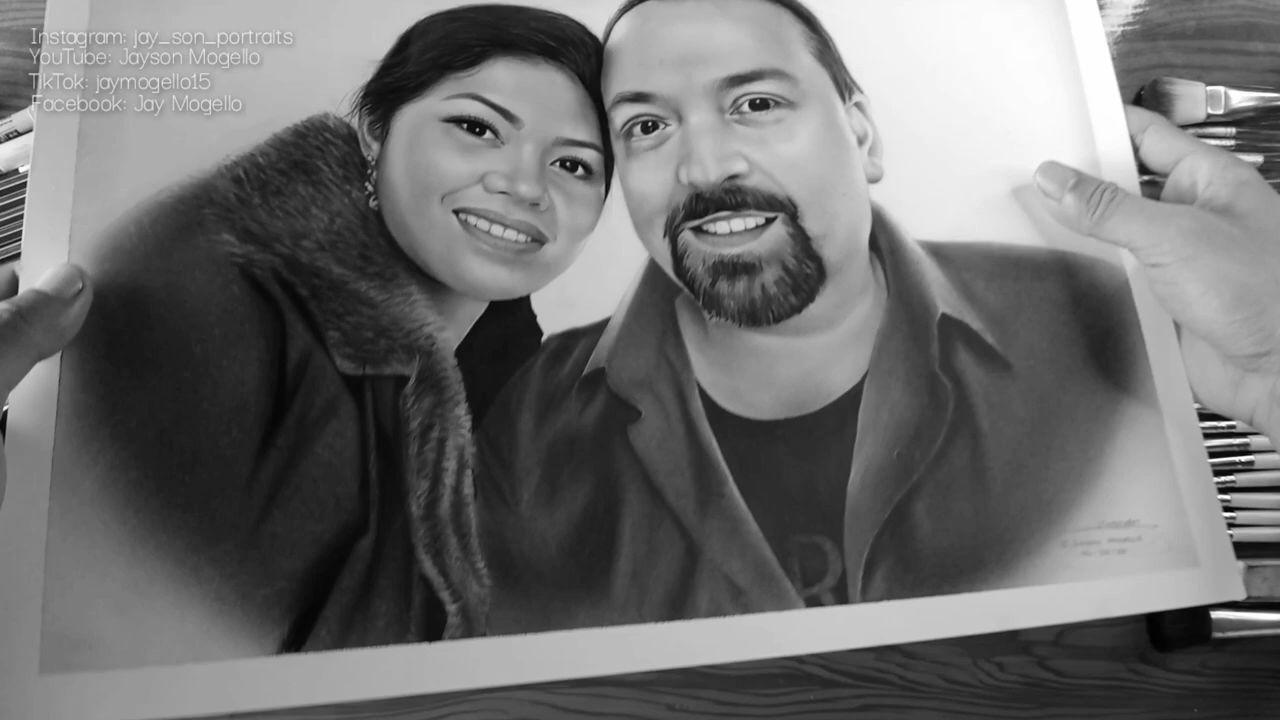 Instagram: jay_son_portraits
YouTube: Jayson Mogello
TikTok: jaymogello15
Facebook: Jay Mogello
R